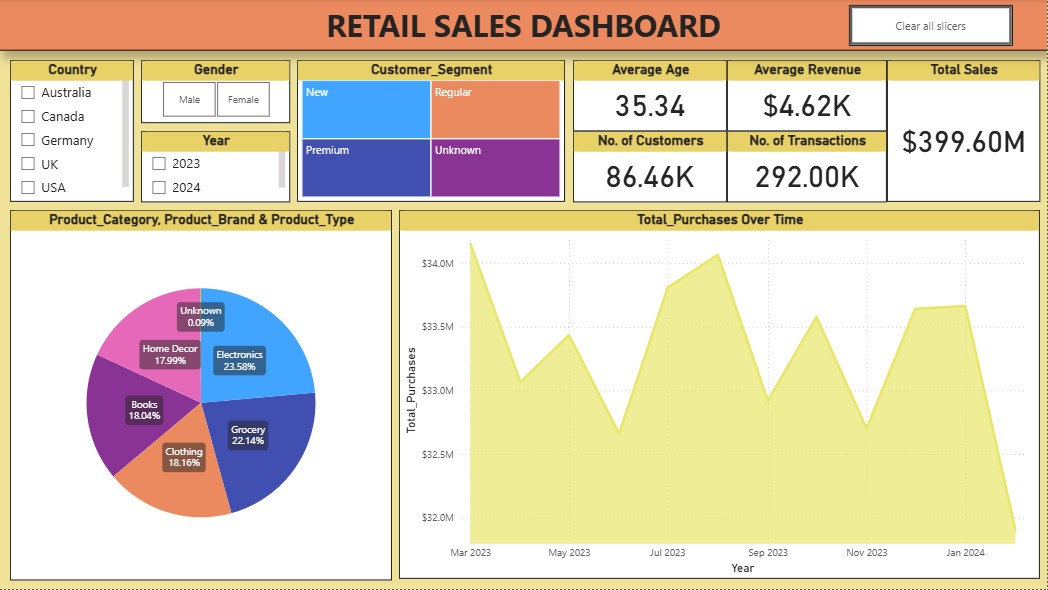 RETAIL SALES DASHBOARD
Clear all slicers
Country
Australia
Canada
Germany
UK
USA
Gender
Male
Female
Year
2023
2024
Customer_Segment
New
Regular
Premium
Unknown
Average Age
35.34
Average Revenue
$4.62K
Total Sales
$399.60M
No. of Customers
86.46K
No. of Transactions
292.00K
Product_Category, Product_Brand & Product_Type
Unknown
0.09%
Home Decor
17.99%
Electronics
23.58%
Books
18.04%
Grocery
22.14%
Clothing
18.16%
Total_Purchases Over Time
Total_Purchases
$34.0M
$33.5M
$33.0M
$32.5M
$32.0M
Mar 2023
May 2023
Jul 2023
Sep 2023
Nov 2023
Jan 2024
Year